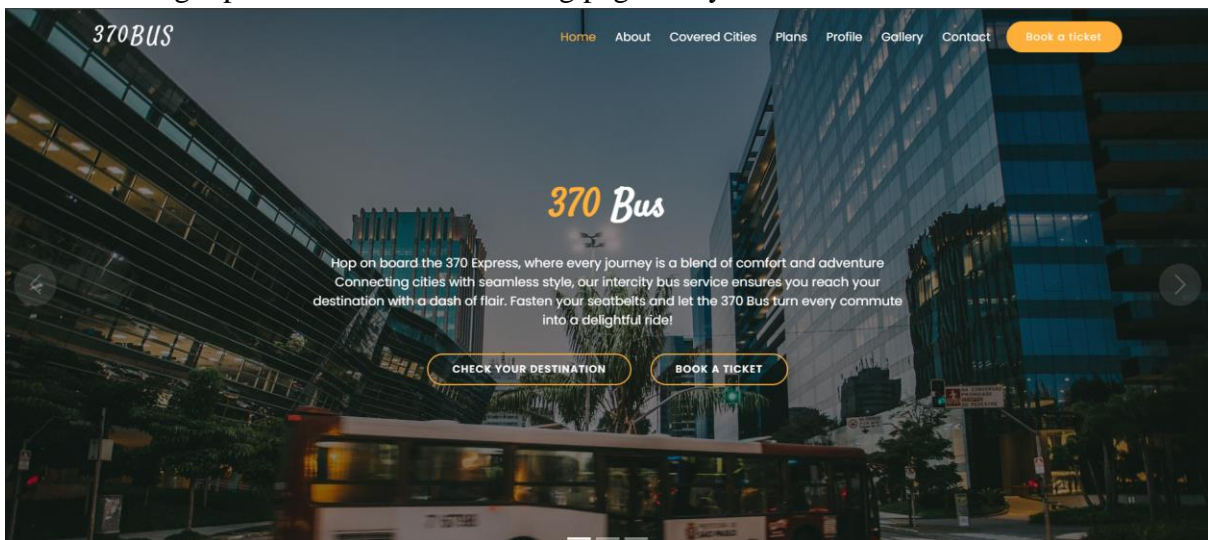 370BUS
Home About Covered Cities Plans Profile Gallery Contact Book a ticket
370 Bus
Hop on board the 370 Express, where every journey is a blend of comfort and adventure
Connecting cities with seamless style, our intercity bus service ensures you reach your
destination with a dash of flair. Fasten your seatbelts and let the 370 Bus turn every commute
into a delightful ride!
CHECK YOUR DESTINATION BOOK A TICKET